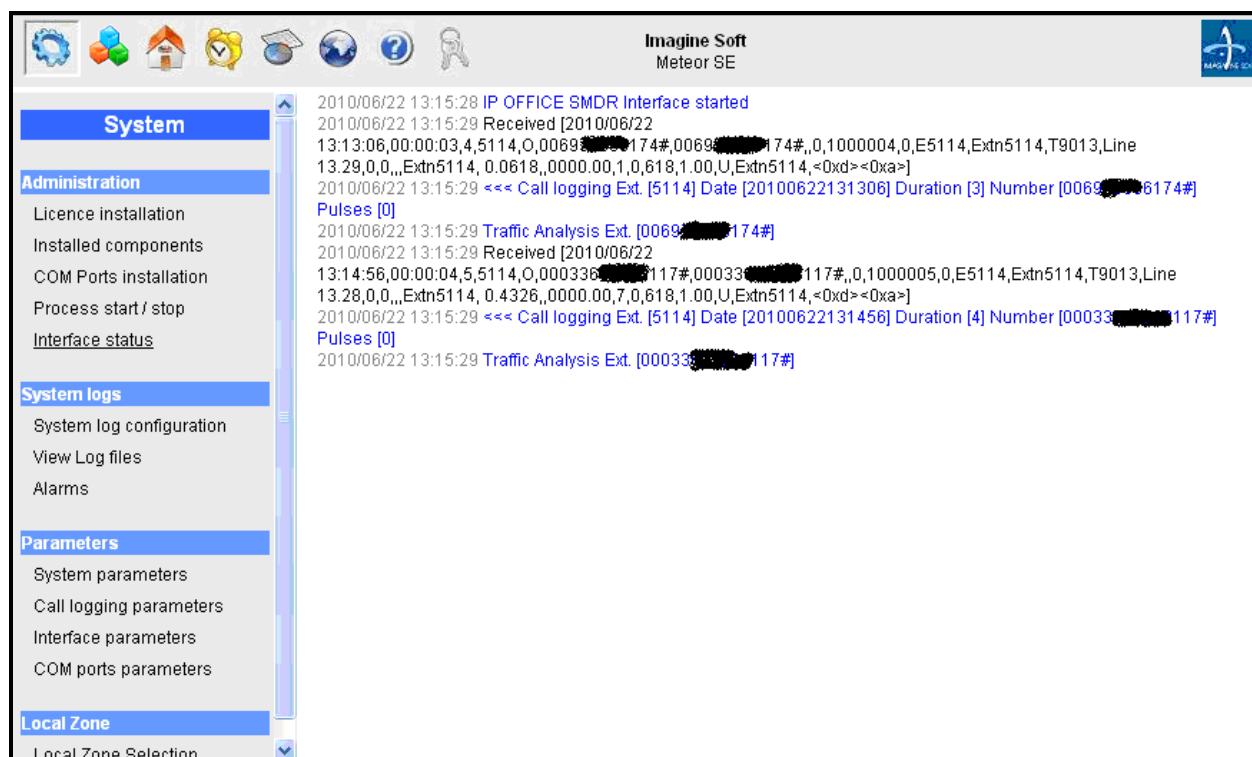 Imagine Soft
Meteor SE
System
Administration
Licence installation
Installed components
COM Ports installation
Process start / stop
Interface status
System logs
System log configuration
View Log files
Alarms
Parameters
System parameters
Call logging parameters
Interface parameters
COM ports parameters
Local Zone
Local Zone Selection
2010/06/22 13:15:28 IP OFFICE SMDR Interface started
2010/06/22 13:15:29 Received [2010/06/22
13:13:06,00:00:03,4,5114,O,0069 174#,0069 174#,,0,1000004,0,E5114,Extn5114,T9013,Line
13.29,0,0,,,Extn5114, 0.0618,,0000.00,1,0,618,1.00,U,Extn5114,<0xd><0xa>]
2010/06/22 13:15:29 <<< Call logging Ext. [5114] Date [20100622131306] Duration [3] Number [0069 6174#]
Pulses [0]
2010/06/22 13:15:29 Traffic Analysis Ext. [0069 174#]
2010/06/22 13:15:29 Received [2010/06/22
13:14:56,00:00:04,5,5114,O,000336 117#,00033 117#,,0,1000005,0,E5114,Extn5114,T9013,Line
13.28,0,0,,,Extn5114, 0.4326,,0000.00,7,0,618,1.00,U,Extn5114,<0xd><0xa>]
2010/06/22 13:15:29 <<< Call logging Ext. [5114] Date [20100622131456] Duration [4] Number [00033 117#]
Pulses [0]
2010/06/22 13:15:29 Traffic Analysis Ext. [00033 117#]